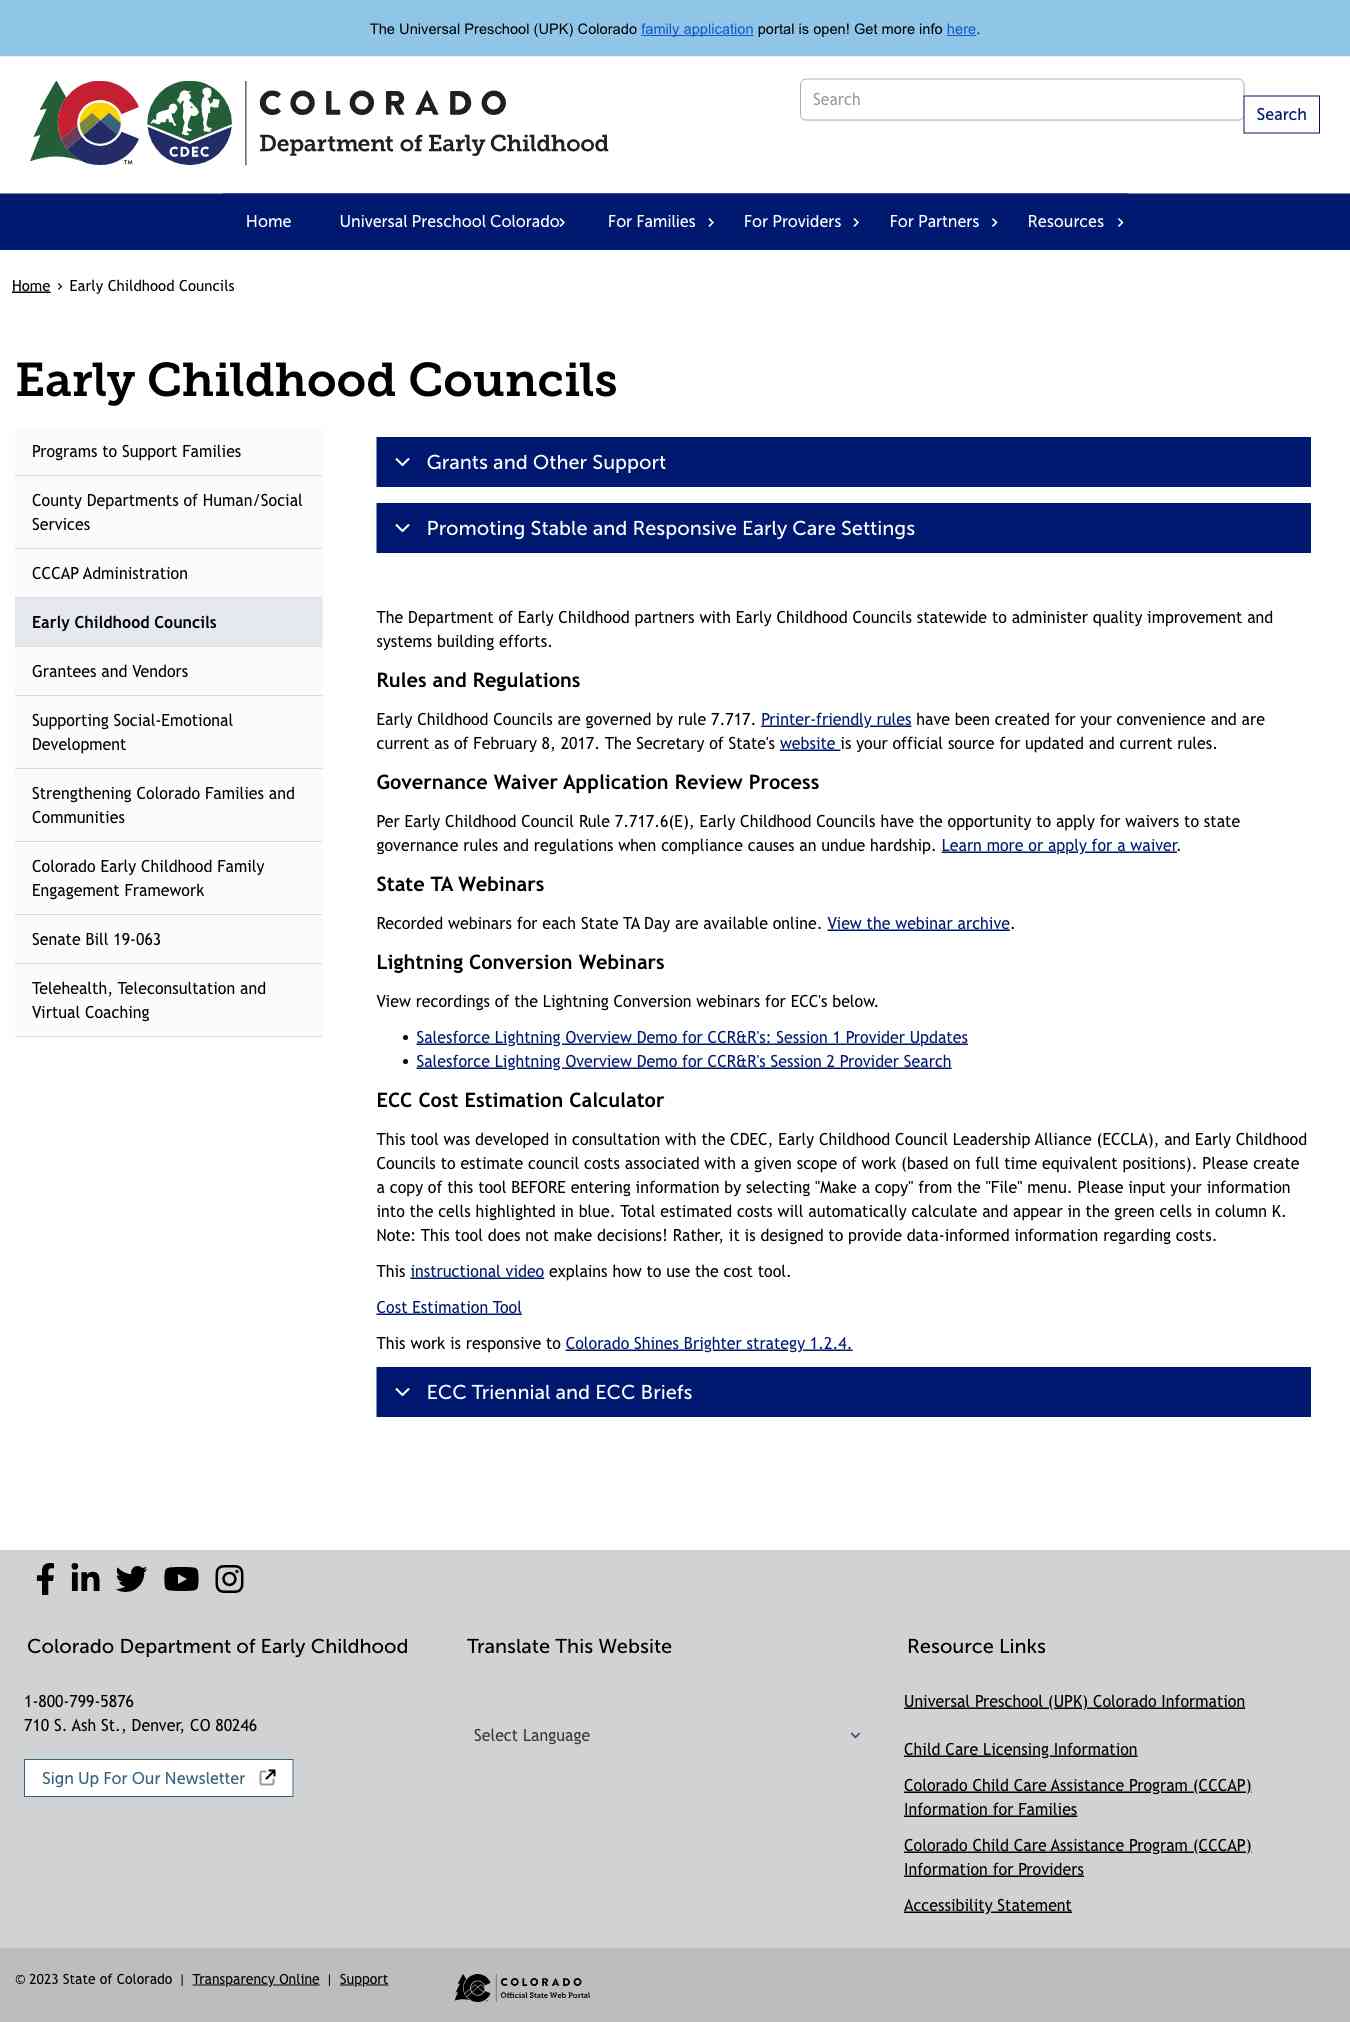 The Universal Preschool (UPK) Colorado family application portal is open! Get more info here.
CDEC
TM
COLORADO
Department of Early Childhood
Search
Search
Home
Universal Preschool Colorado
For Families
For Providers
For Partners
Resources
Home › Early Childhood Councils
Early Childhood Councils
Programs to Support Families
County Departments of Human/Social
Services
CCCAP Administration
Early Childhood Councils
Grantees and Vendors
Supporting Social-Emotional
Development
Strengthening Colorado Families and
Communities
Colorado Early Childhood Family
Engagement Framework
Senate Bill 19-063
Telehealth, Teleconsultation and
Virtual Coaching
Grants and Other Support
Promoting Stable and Responsive Early Care Settings
The Department of Early Childhood partners with Early Childhood Councils statewide to administer quality improvement and
systems building efforts.
Rules and Regulations
Early Childhood Councils are governed by rule 7.717. Printer-friendly rules have been created for your convenience and are
current as of February 8, 2017. The Secretary of State's website is your official source for updated and current rules.
Governance Waiver Application Review Process
Per Early Childhood Council Rule 7.717.6(E), Early Childhood Councils have the opportunity to apply for waivers to state
governance rules and regulations when compliance causes an undue hardship. Learn more or apply for a waiver.
State TA Webinars
Recorded webinars for each State TA Day are available online. View the webinar archive.
Lightning Conversion Webinars
View recordings of the Lightning Conversion webinars for ECC's below.
• Salesforce Lightning Overview Demo for CCR&R's: Session 1 Provider Updates
• Salesforce Lightning Overview Demo for CCR&R's Session 2 Provider Search
ECC Cost Estimation Calculator
This tool was developed in consultation with the CDEC, Early Childhood Council Leadership Alliance (ECCLA), and Early Childhood
Councils to estimate council costs associated with a given scope of work (based on full time equivalent positions). Please create
a copy of this tool BEFORE entering information by selecting "Make a copy" from the "File" menu. Please input your information
into the cells highlighted in blue. Total estimated costs will automatically calculate and appear in the green cells in column K.
Note: This tool does not make decisions! Rather, it is designed to provide data-informed information regarding costs.
This instructional video explains how to use the cost tool.
Cost Estimation Tool
This work is responsive to Colorado Shines Brighter strategy 1.2.4.
ECC Triennial and ECC Briefs
Colorado Department of Early Childhood
1-800-799-5876
710 S. Ash St., Denver, CO 80246
Sign Up For Our Newsletter
Translate This Website
Select Language
Resource Links
Universal Preschool (UPK) Colorado Information
Child Care Licensing Information
Colorado Child Care Assistance Program (CCCAP)
Information for Families
Colorado Child Care Assistance Program (CCCAP)
Information for Providers
Accessibility Statement
© 2023 State of Colorado | Transparency Online | Support
COLORADO
Official State Web Portal